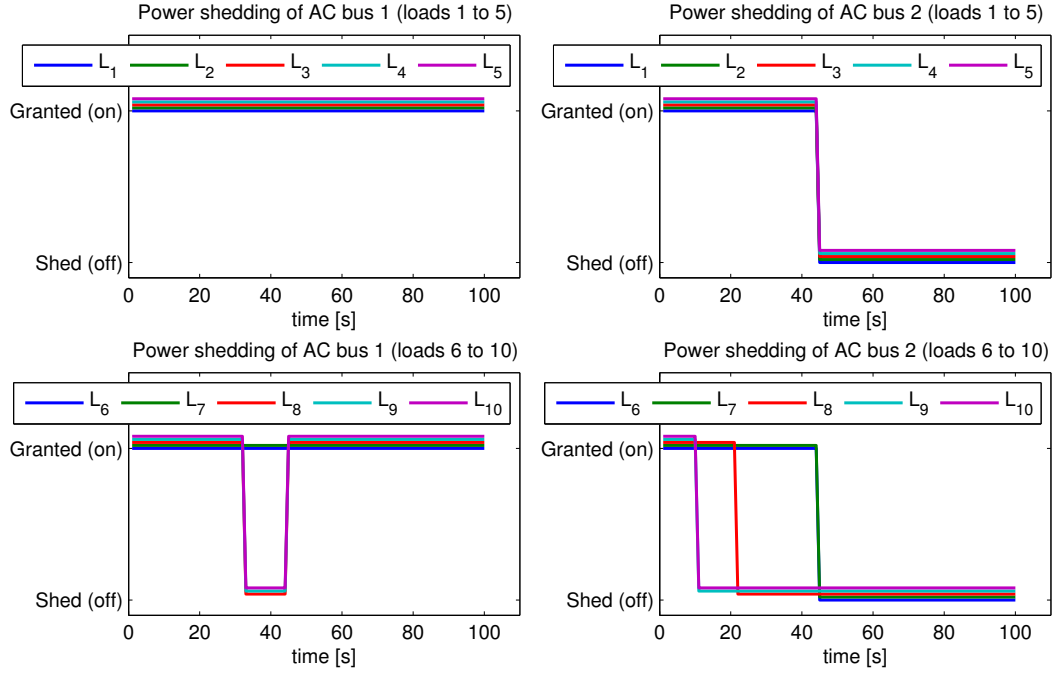 Power shedding of AC bus 1 (loads 1 to 5)
L1 L2 L3 L4 L5
Granted (on)
Shed (off)
0 20 40 60 80 100
time [s]
Power shedding of AC bus 2 (loads 1 to 5)
L1 L2 L3 L4 L5
Granted (on)
Shed (off)
0 20 40 60 80 100
time [s]
Power shedding of AC bus 1 (loads 6 to 10)
L6 L7 L8 L9 L10
Granted (on)
Shed (off)
0 20 40 60 80 100
time [s]
Power shedding of AC bus 2 (loads 6 to 10)
L6 L7 L8 L9 L10
Granted (on)
Shed (off)
0 20 40 60 80 100
time [s]